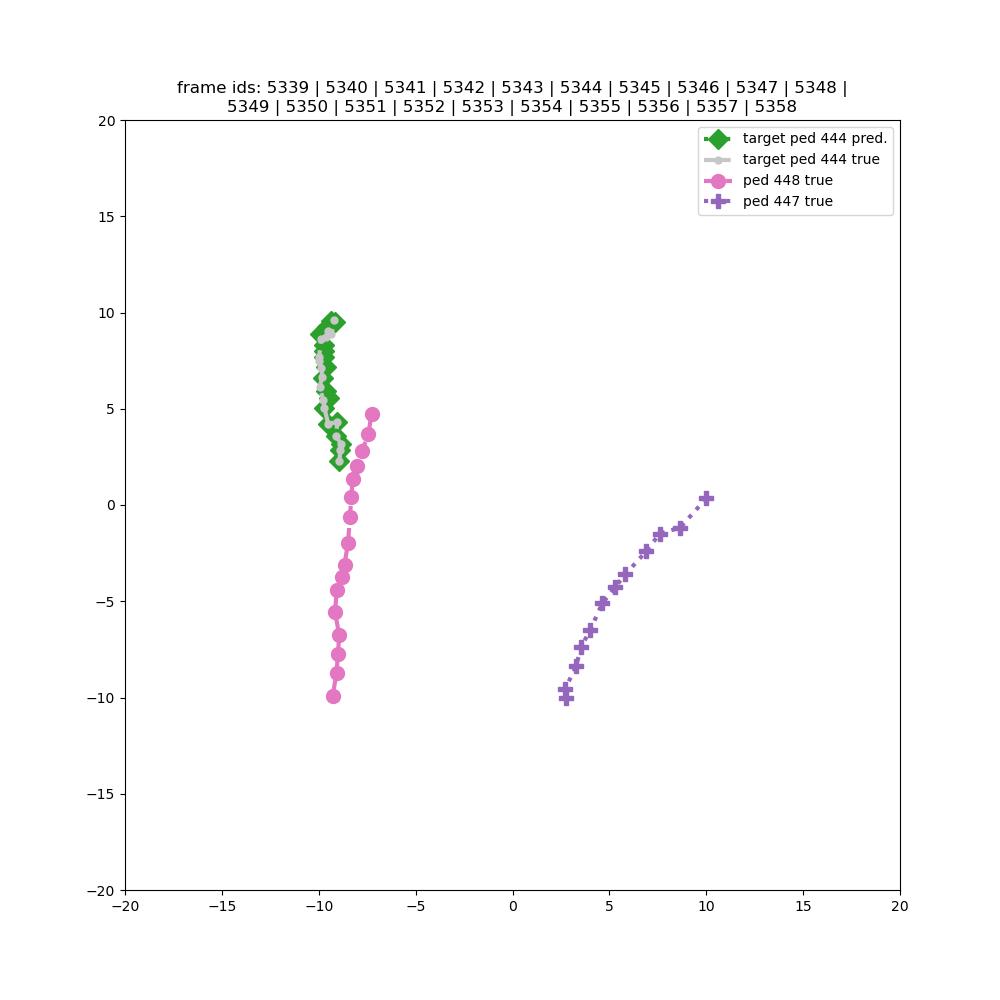 frame ids: 5339 | 5340 | 5341 | 5342 | 5343 | 5344 | 5345 | 5346 | 5347 | 5348 |
5349 | 5350 | 5351 | 5352 | 5353 | 5354 | 5355 | 5356 | 5357 | 5358
target ped 444 pred.
target ped 444 true
ped 448 true
ped 447 true
20
15
10
5
0
−5
−10
−15
−20
−20 −15 −10 −5 0 5 10 15 20